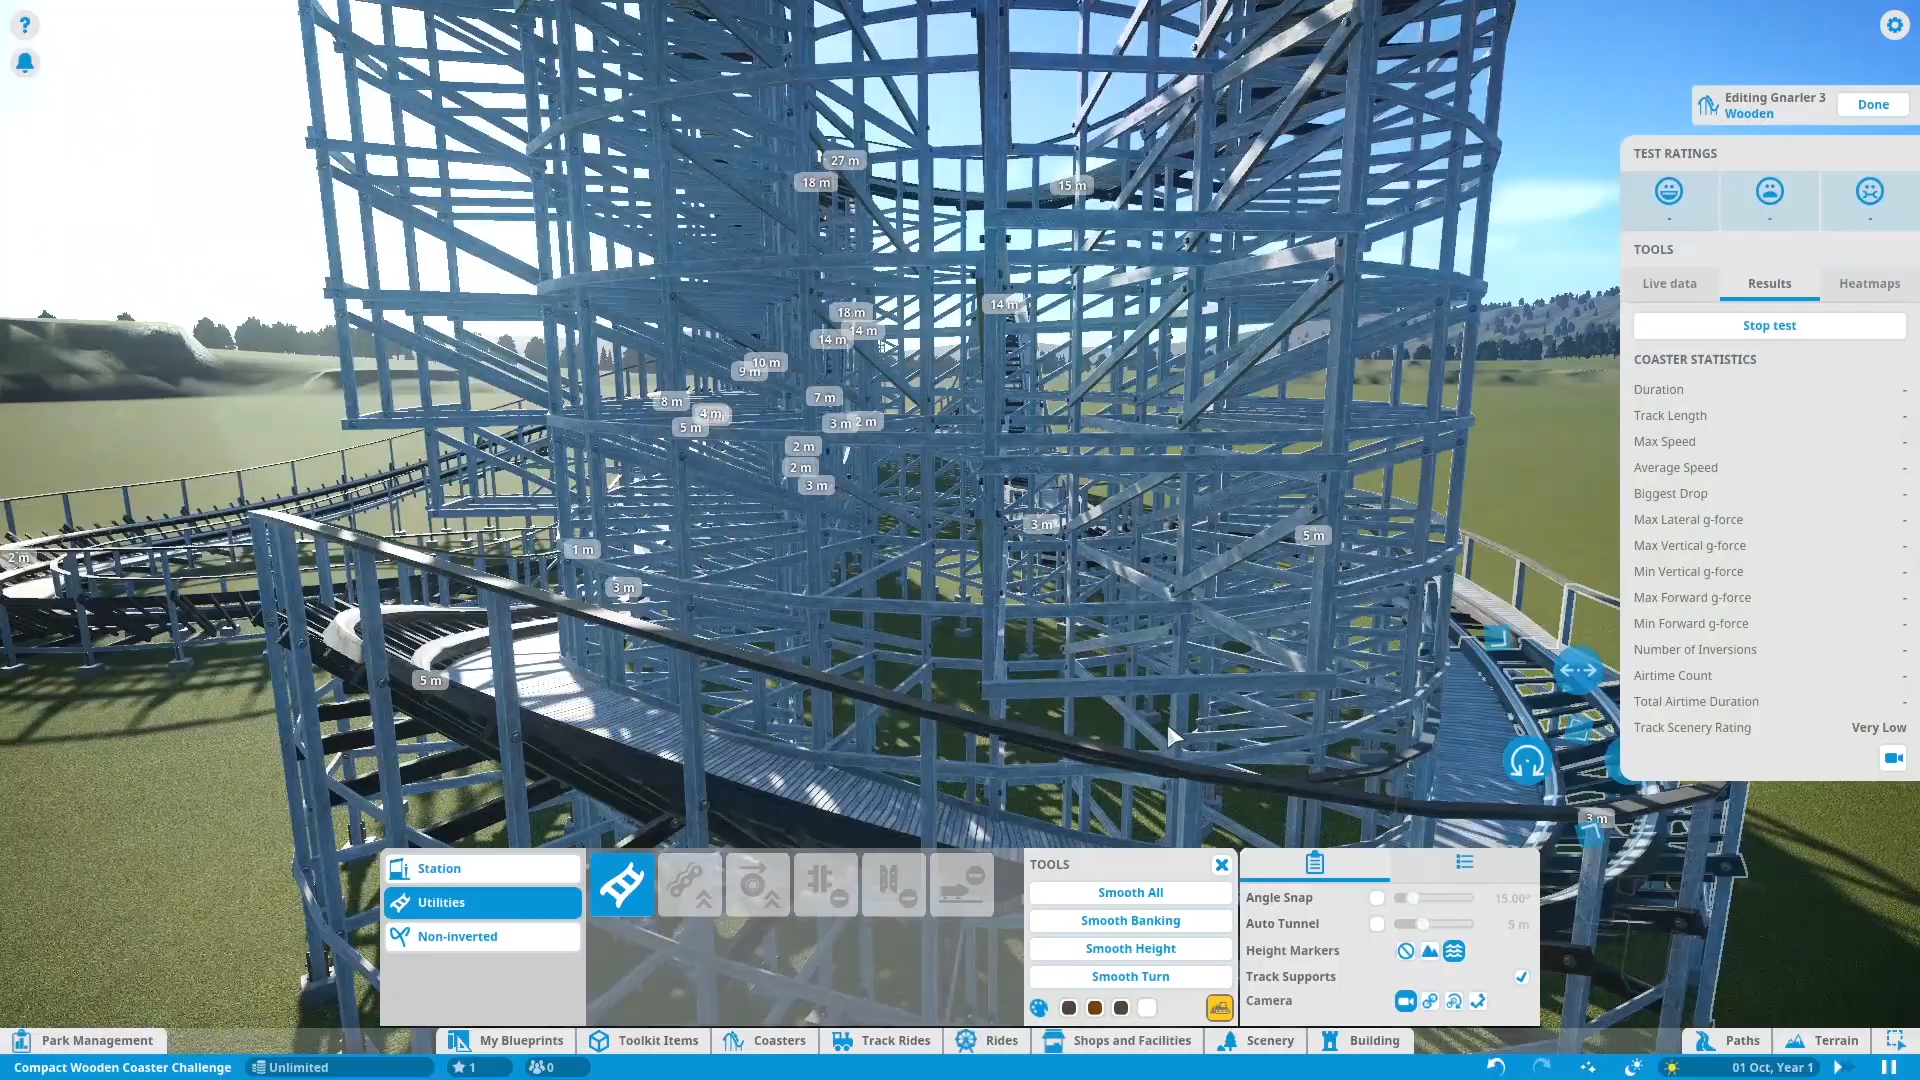 ?
Editing Gnarler 3
Wooden
Done
TEST RATINGS
- - -
TOOLS
Live data
Results
Heatmaps
Stop test
COASTER STATISTICS
Duration -
Track Length -
Max Speed -
Average Speed -
Biggest Drop -
Max Lateral g-force -
Max Vertical g-force -
Min Vertical g-force -
Max Forward g-force -
Min Forward g-force -
Number of Inversions -
Airtime Count -
Total Airtime Duration -
Track Scenery Rating Very Low
27 m
18 m
15 m
14 m
18 m
14 m
14 m
10 m
9 m
7 m
8 m
4 m
3 m
2 m
5 m
2 m
2 m
3 m
3 m
5 m
1 m
2 m
3 m
5 m
3 m
Station
Utilities
Non-inverted
TOOLS
Smooth All
Smooth Banking
Smooth Height
Smooth Turn
Angle Snap 15.00°
Auto Tunnel 5 m
Height Markers
Track Supports
Camera
Park Management
My Blueprints
Toolkit Items
Coasters
Track Rides
Rides
Shops and Facilities
Scenery
Building
Paths
Terrain
Compact Wooden Coaster Challenge
Unlimited
1
0
01 Oct, Year 1